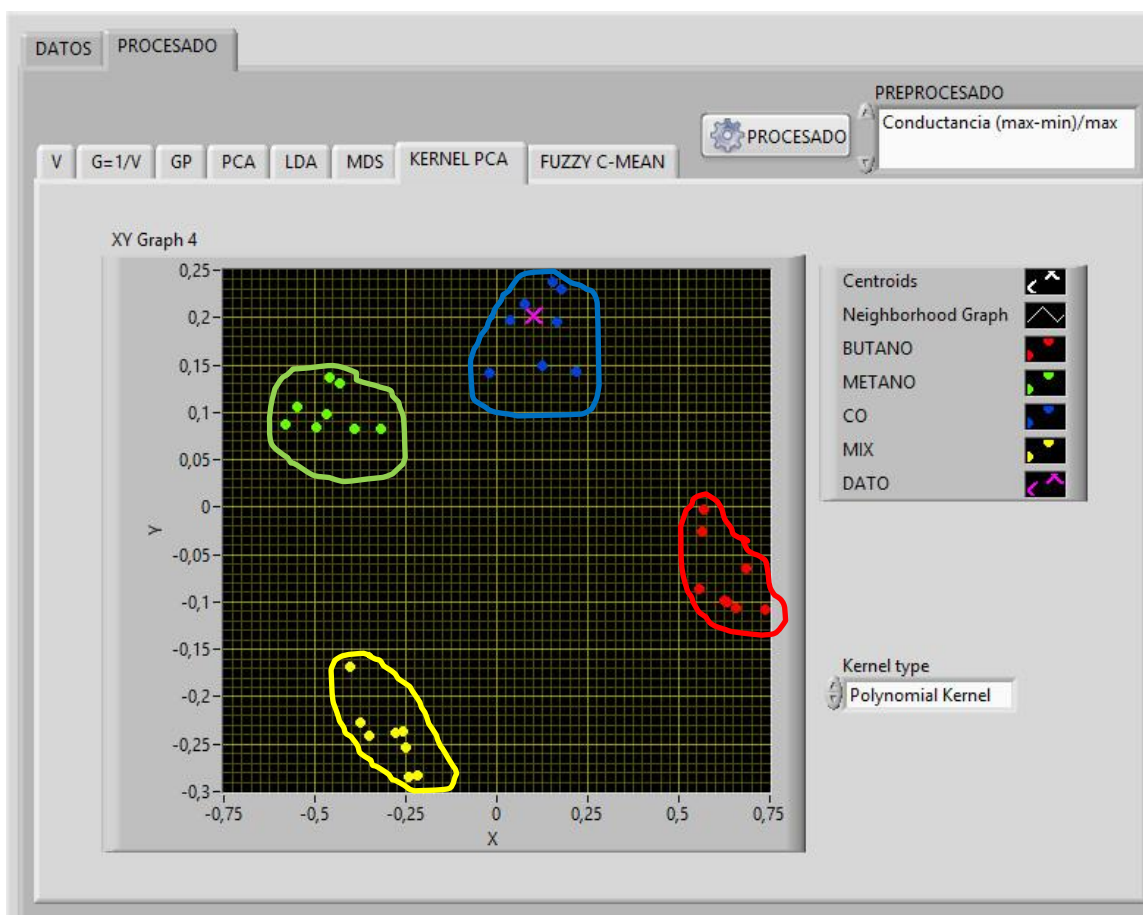 DATOS PROCESADO
PREPROCESADO
PROCESADO
Conductancia (max-min)/max
V G=1/V GP PCA LDA MDS KERNEL PCA FUZZY C-MEAN
XY Graph 4
0,25
0,2
0,15
0,1
0,05
0
-0,05
-0,1
-0,15
-0,2
-0,25
-0,3
Y
-0,75 -0,5 -0,25 0 0,25 0,5 0,75
X
Centroids
Neighborhood Graph
BUTANO
METANO
CO
MIX
DATO
Kernel type
Polynomial Kernel